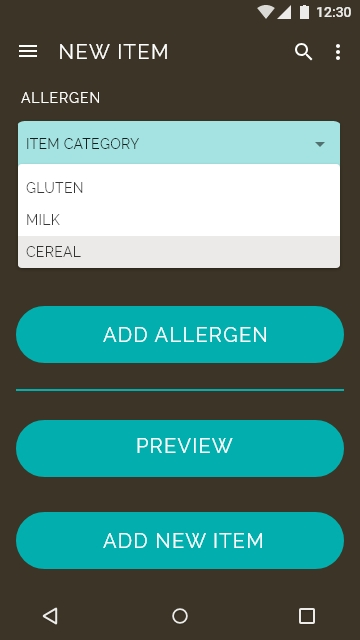 12:30
NEW ITEM
ALLERGEN
ITEM CATEGORY
GLUTEN
MILK
CEREAL
ADD ALLERGEN
PREVIEW
ADD NEW ITEM